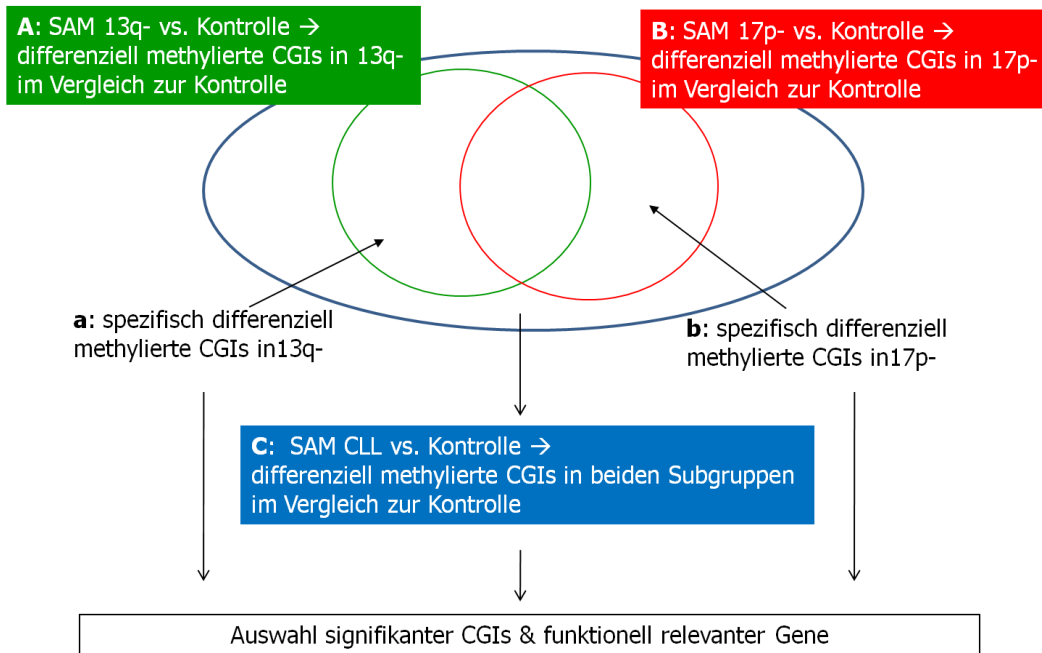 A: SAM 13q- vs. Kontrolle →
differenziell methylierte CGIs in 13q-
im Vergleich zur Kontrolle
B: SAM 17p- vs. Kontrolle →
differenziell methylierte CGIs in 17p-
im Vergleich zur Kontrolle
a: spezifisch differenziell
methylierte CGIs in13q-
b: spezifisch differenziell
methylierte CGIs in17p-
C: SAM CLL vs. Kontrolle →
differenziell methylierte CGIs in beiden Subgruppen
im Vergleich zur Kontrolle
Auswahl signifikanter CGIs & funktionell relevanter Gene